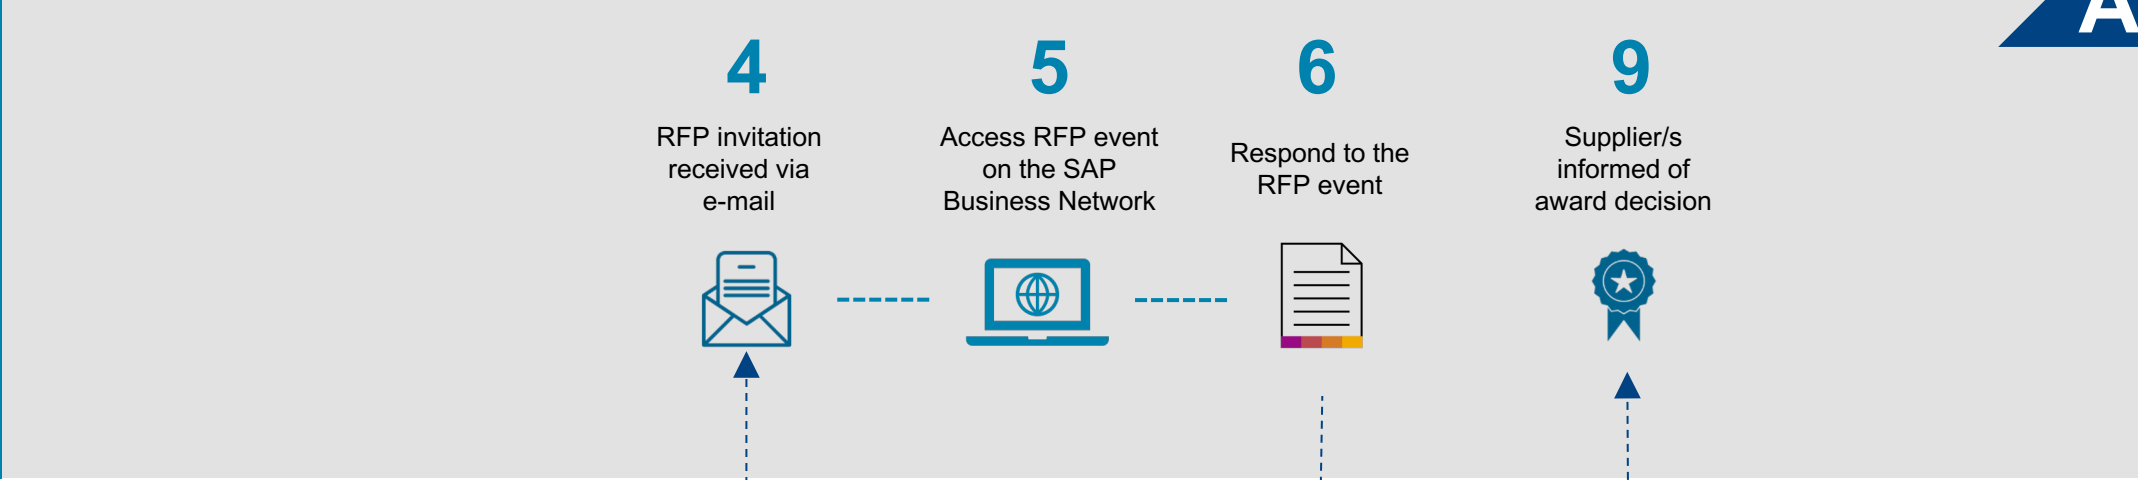 4
RFP invitation
received via
e-mail
5
Access RFP event
on the SAP
Business Network
6
Respond to the
RFP event
9
Supplier/s
informed of
award decision
A